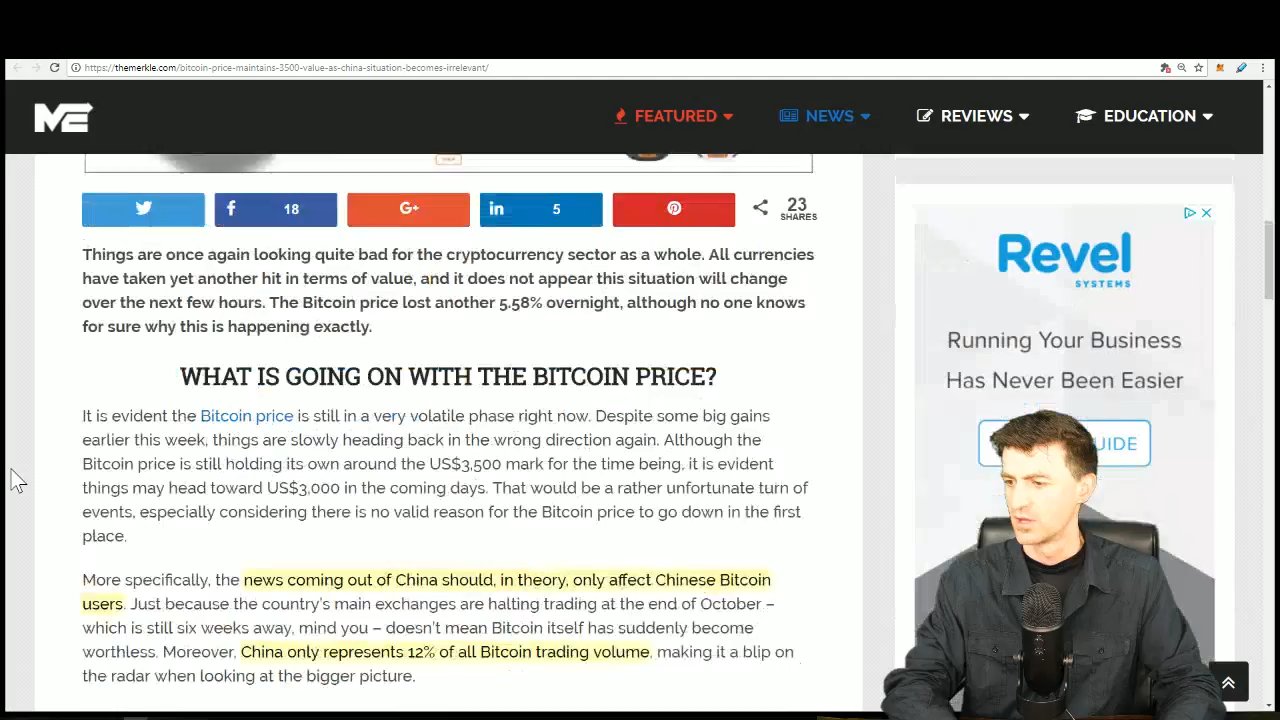 https://themerkle.com/bitcoin-price-maintains-3500-value-as-china-situation-becomes-irrelevant/
ME
FEATURED
NEWS
REVIEWS
EDUCATION
18
G+
in
5
23
SHARES
Things are once again looking quite bad for the cryptocurrency sector as a whole. All currencies
have taken yet another hit in terms of value, and it does not appear this situation will change
over the next few hours. The Bitcoin price lost another 5.58% overnight, although no one knows
for sure why this is happening exactly.
WHAT IS GOING ON WITH THE BITCOIN PRICE?
It is evident the Bitcoin price is still in a very volatile phase right now. Despite some big gains
earlier this week, things are slowly heading back in the wrong direction again. Although the
Bitcoin price is still holding its own around the US$3,500 mark for the time being, it is evident
things may head toward US$3,000 in the coming days. That would be a rather unfortunate turn of
events, especially considering there is no valid reason for the Bitcoin price to go down in the first
place.
More specifically, the news coming out of China should, in theory, only affect Chinese Bitcoin
users. Just because the country's main exchanges are halting trading at the end of October –
which is still six weeks away, mind you – doesn't mean Bitcoin itself has suddenly become
worthless. Moreover, China only represents 12% of all Bitcoin trading volume, making it a blip on
the radar when looking at the bigger picture.
Revel
SYSTEMS
Running Your Business
Has Never Been Easier
UIDE